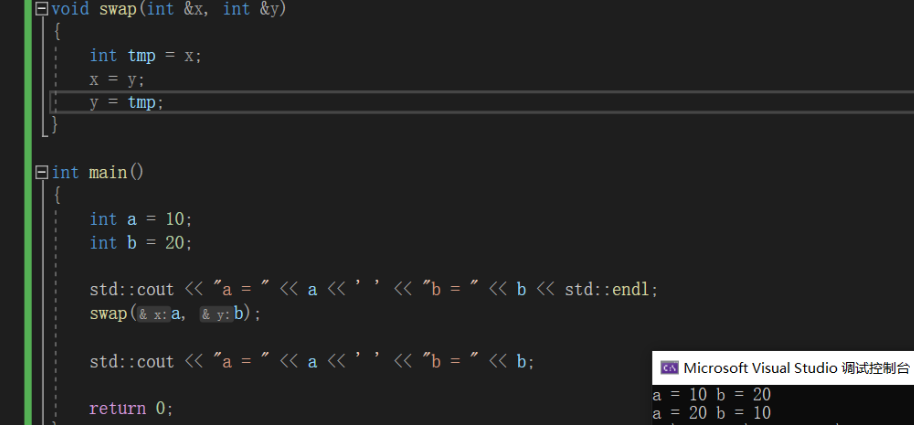 void swap(int &x, int &y)
{
int tmp = x;
x = y;
y = tmp;
}
int main()
{
int a = 10;
int b = 20;
std::cout << "a = " << a << ' ' << "b = " << b << std::endl;
swap(& x:a, & y:b);
std::cout << "a = " << a << ' ' << "b = " << b;
return 0;
Microsoft Visual Studio 调试控制台
a = 10 b = 20
a = 20 b = 10